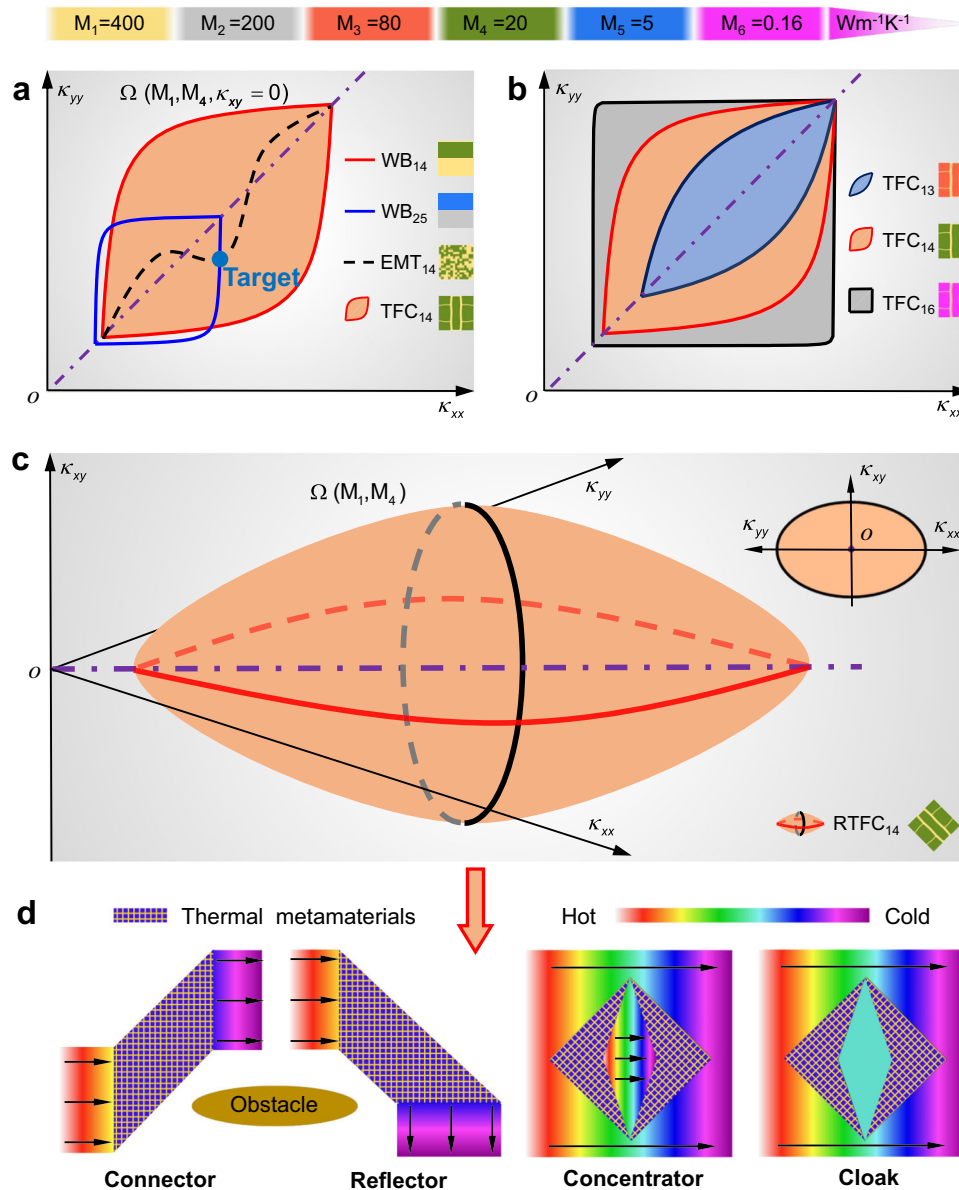 M₁=400 M₂=200 M₃=80 M₄=20 M₅=5 M₆=0.16 Wm⁻¹K⁻¹
a
κyy
Ω (M₁,M₄,κxy = 0)
WB₁₄
WB₂₅
EMT₁₄
TFC₁₄
Target
o
κxx
b
κyy
TFC₁₃
TFC₁₄
TFC₁₆
o
κxx
c
κxy
Ω (M₁,M₄)
κyy
o
κxx
κxy
κyy
o
κxx
RTFC₁₄
d
Thermal metamaterials
Hot Cold
Obstacle
Connector Reflector Concentrator Cloak